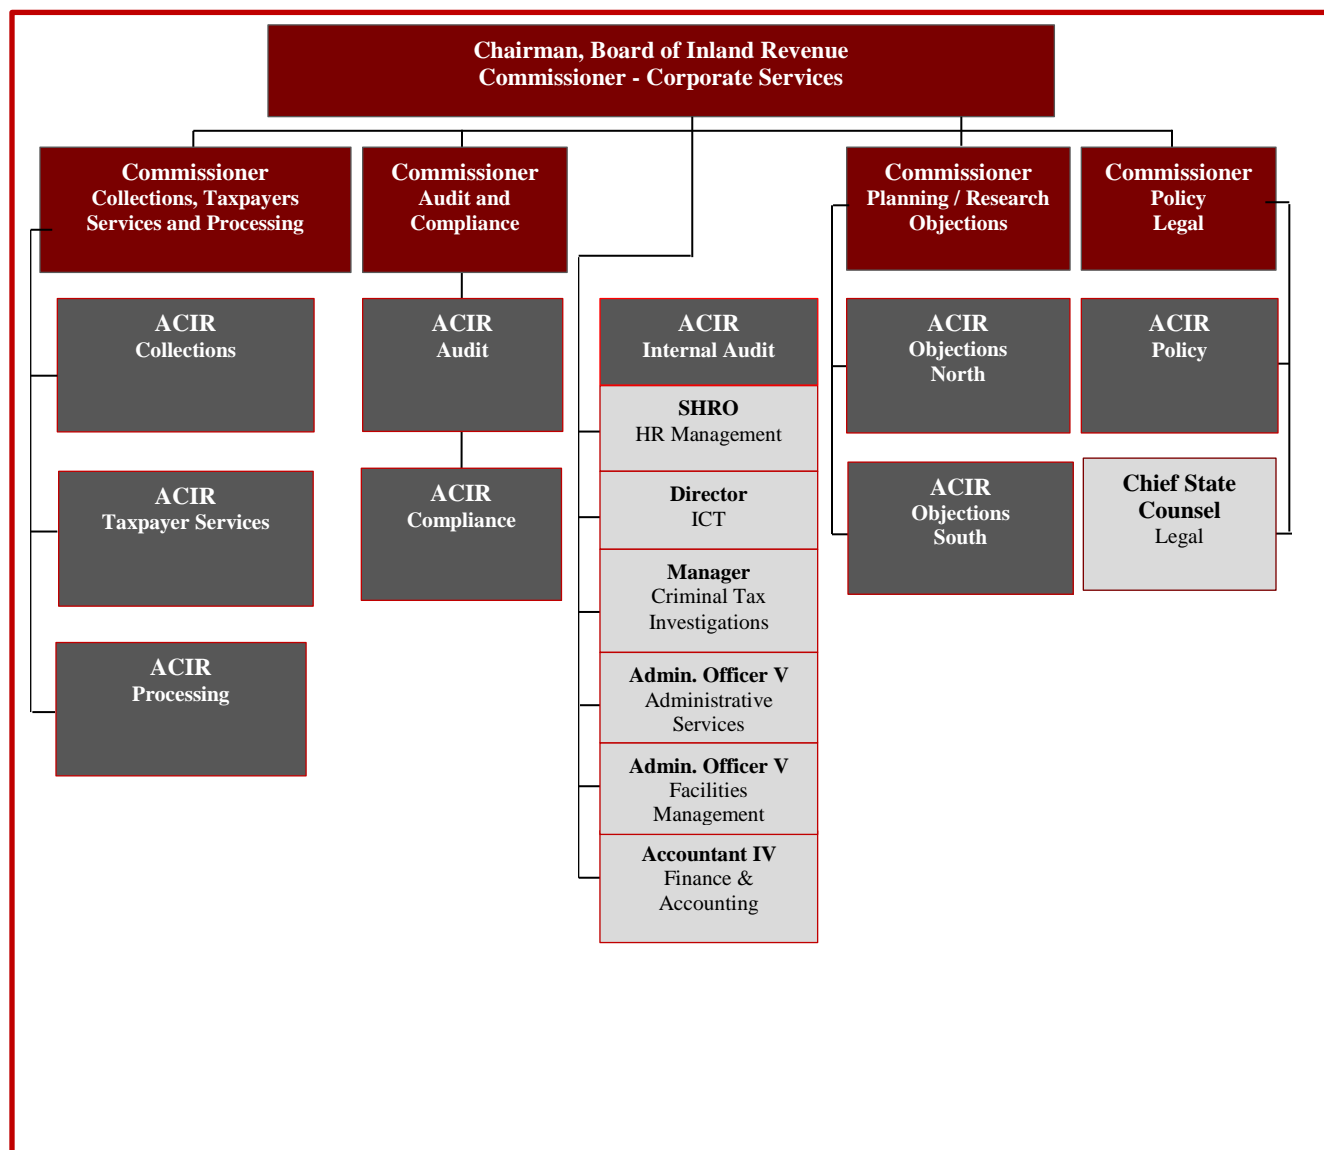 Chairman, Board of Inland Revenue
Commissioner - Corporate Services
Commissioner
Collections, Taxpayers
Services and Processing
Commissioner
Audit and
Compliance
Commissioner
Planning / Research
Objections
Commissioner
Policy
Legal
ACIR
Collections
ACIR
Taxpayer Services
ACIR
Processing
ACIR
Audit
ACIR
Compliance
ACIR
Internal Audit
SHRO
HR Management
Director
ICT
Manager
Criminal Tax
Investigations
Admin. Officer V
Administrative
Services
Admin. Officer V
Facilities
Management
Accountant IV
Finance &
Accounting
ACIR
Objections
North
ACIR
Objections
South
ACIR
Policy
Chief State
Counsel
Legal